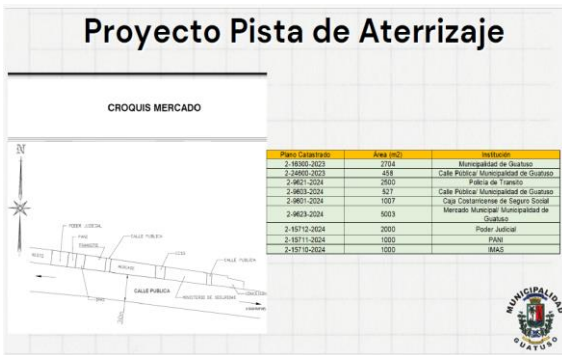 Proyecto Pista de Aterrizaje
CROQUIS MERCADO
N
Plano Catastrado Área (m2) Institución
2-16300-2023 2704 Municipalidad de Guatuso
2-24600-2023 458 Calle Pública/ Municipalidad de Guatuso
2-9621-2024 2500 Policía de Transito
2-9603-2024 527 Calle Pública/ Municipalidad de Guatuso
2-9601-2024 1007 Caja Costarricense de Seguro Social
2-9623-2024 5003 Mercado Municipal/ Municipalidad de
Guatuso
2-15712-2024 2000 Poder Judicial
2-15711-2024 1000 PANI
2-15710-2024 1000 IMAS
PODER JUDICIAL
PANI
TRANSITO
CALLE PUBLICA
CCSS
CALLE PUBLICA
RESTO
MERCADO
IMAS
CALLE PUBLICA
MINISTERIO DE SEGURIDAD
MUNICIPALIDAD
GUATUSO